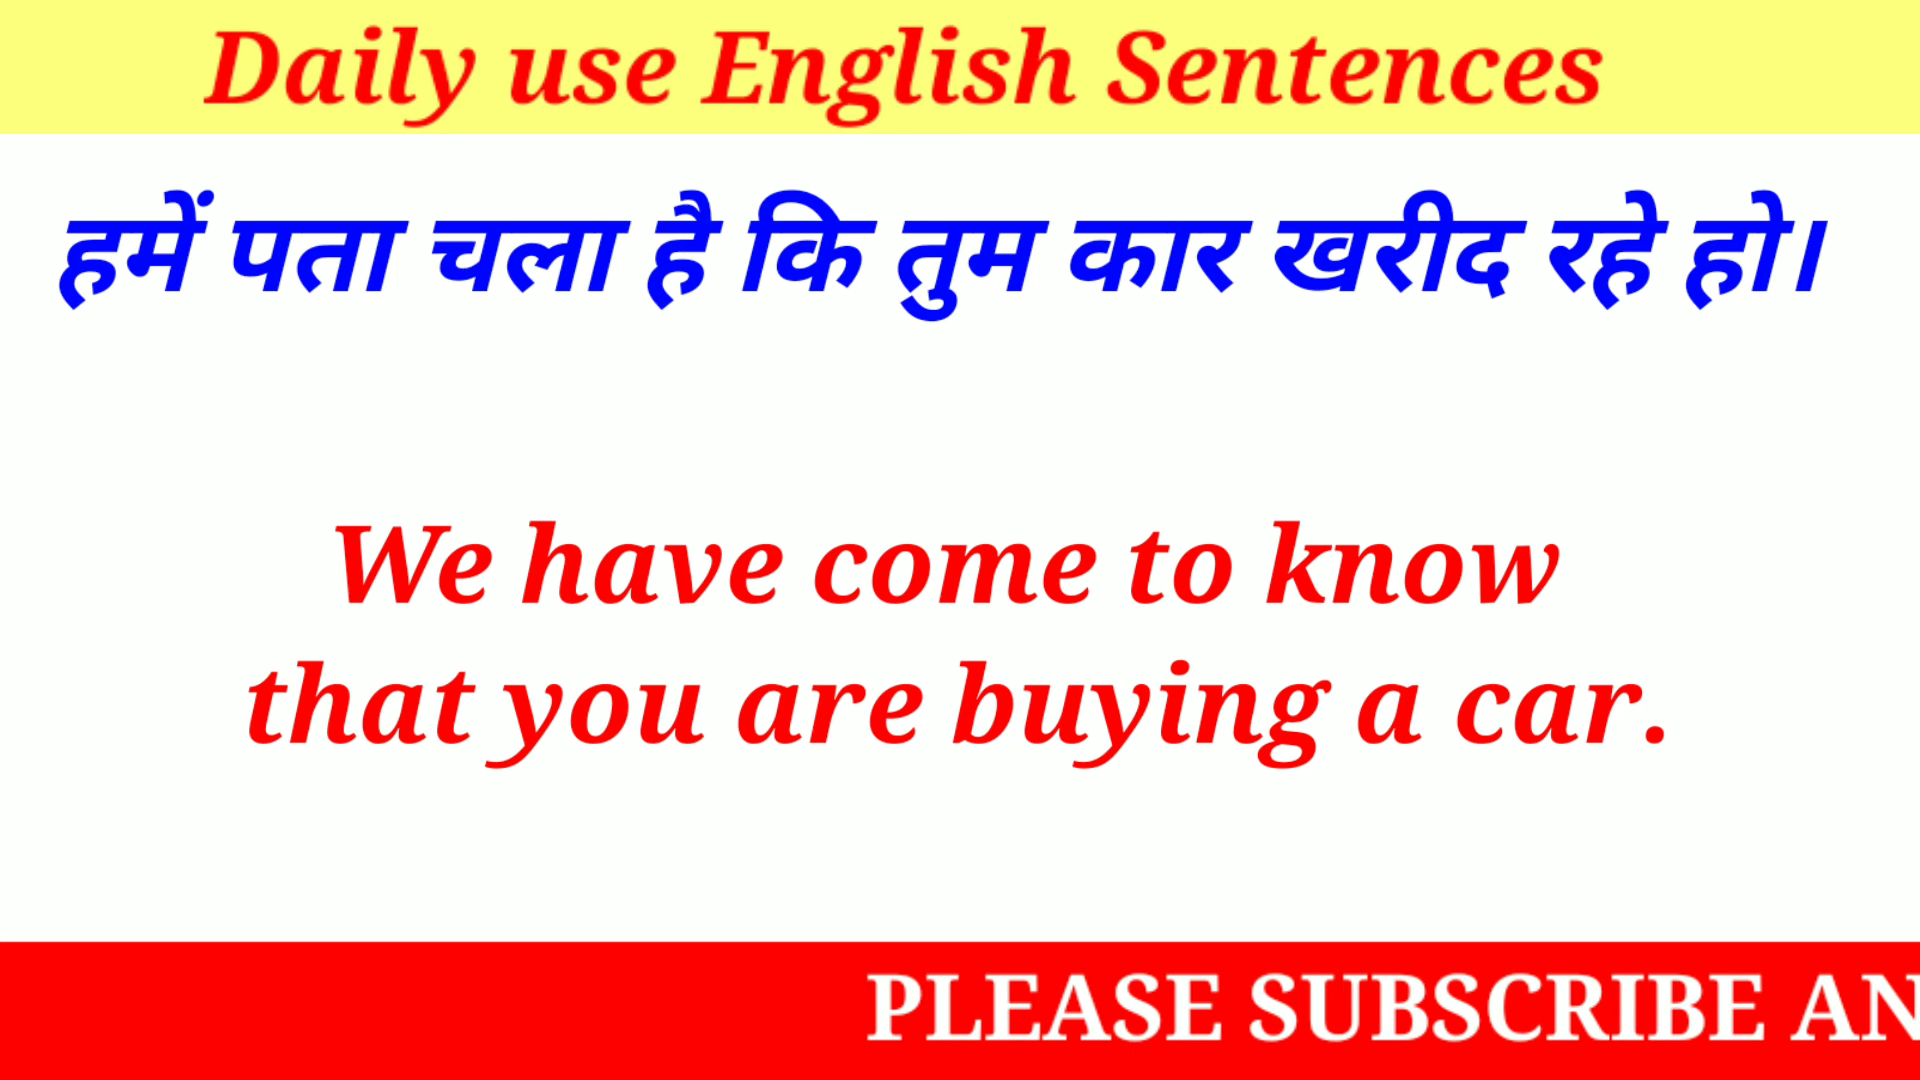 Daily use English Sentences
हमें पता चला है कि तुम कार खरीद रहे हो।
We have come to know
that you are buying a car.
PLEASE SUBSCRIBE AN